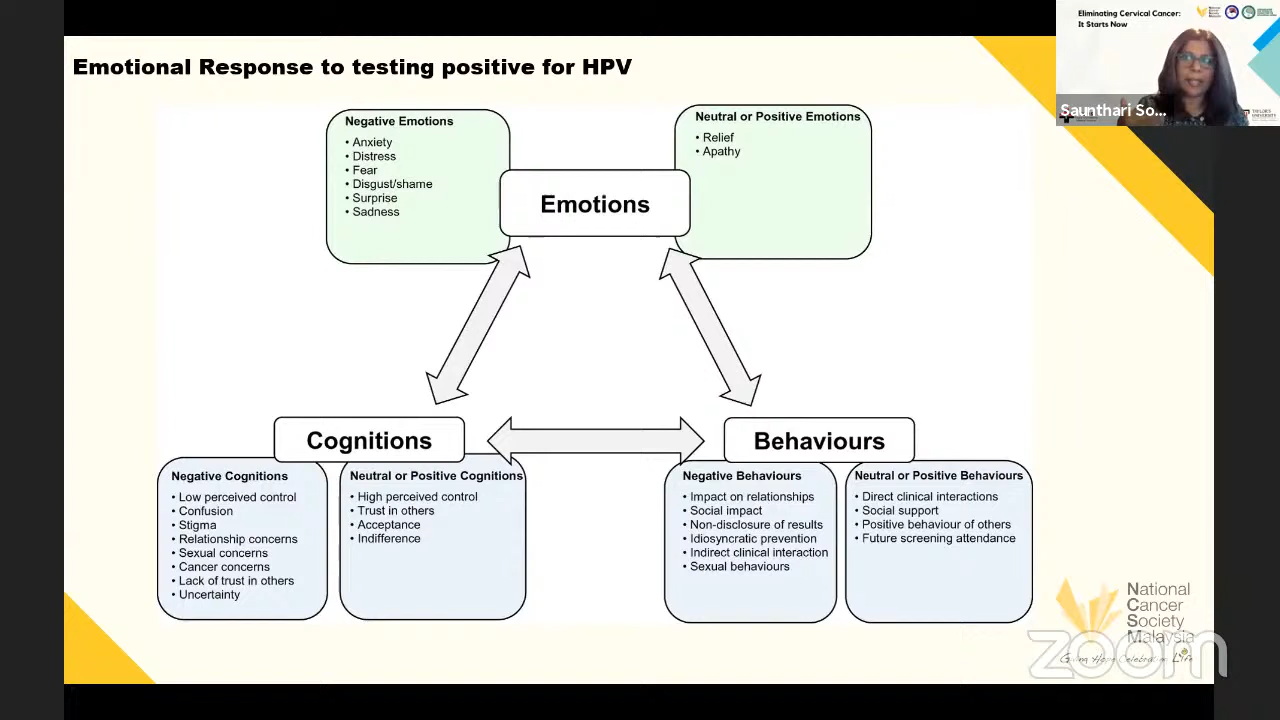 Emotional Response to testing positive for HPV
Negative Emotions
• Anxiety
• Distress
• Fear
• Disgust/shame
• Surprise
• Sadness
Emotions
Neutral or Positive Emotions
• Relief
• Apathy
Cognitions
Negative Cognitions
• Low perceived control
• Confusion
• Stigma
• Relationship concerns
• Sexual concerns
• Cancer concerns
• Lack of trust in others
• Uncertainty
Neutral or Positive Cognitions
• High perceived control
• Trust in others
• Acceptance
• Indifference
Behaviours
Negative Behaviours
• Impact on relationships
• Social impact
• Non-disclosure of results
• Idiosyncratic prevention
• Indirect clinical interaction
• Sexual behaviours
Neutral or Positive Behaviours
• Direct clinical interactions
• Social support
• Positive behaviour of others
• Future screening attendance
Eliminating Cervical Cancer:
It Starts Now
Saunthari So...
National
Cancer
Society
Malaysia
Giving Hope Celebrating Life
zoom